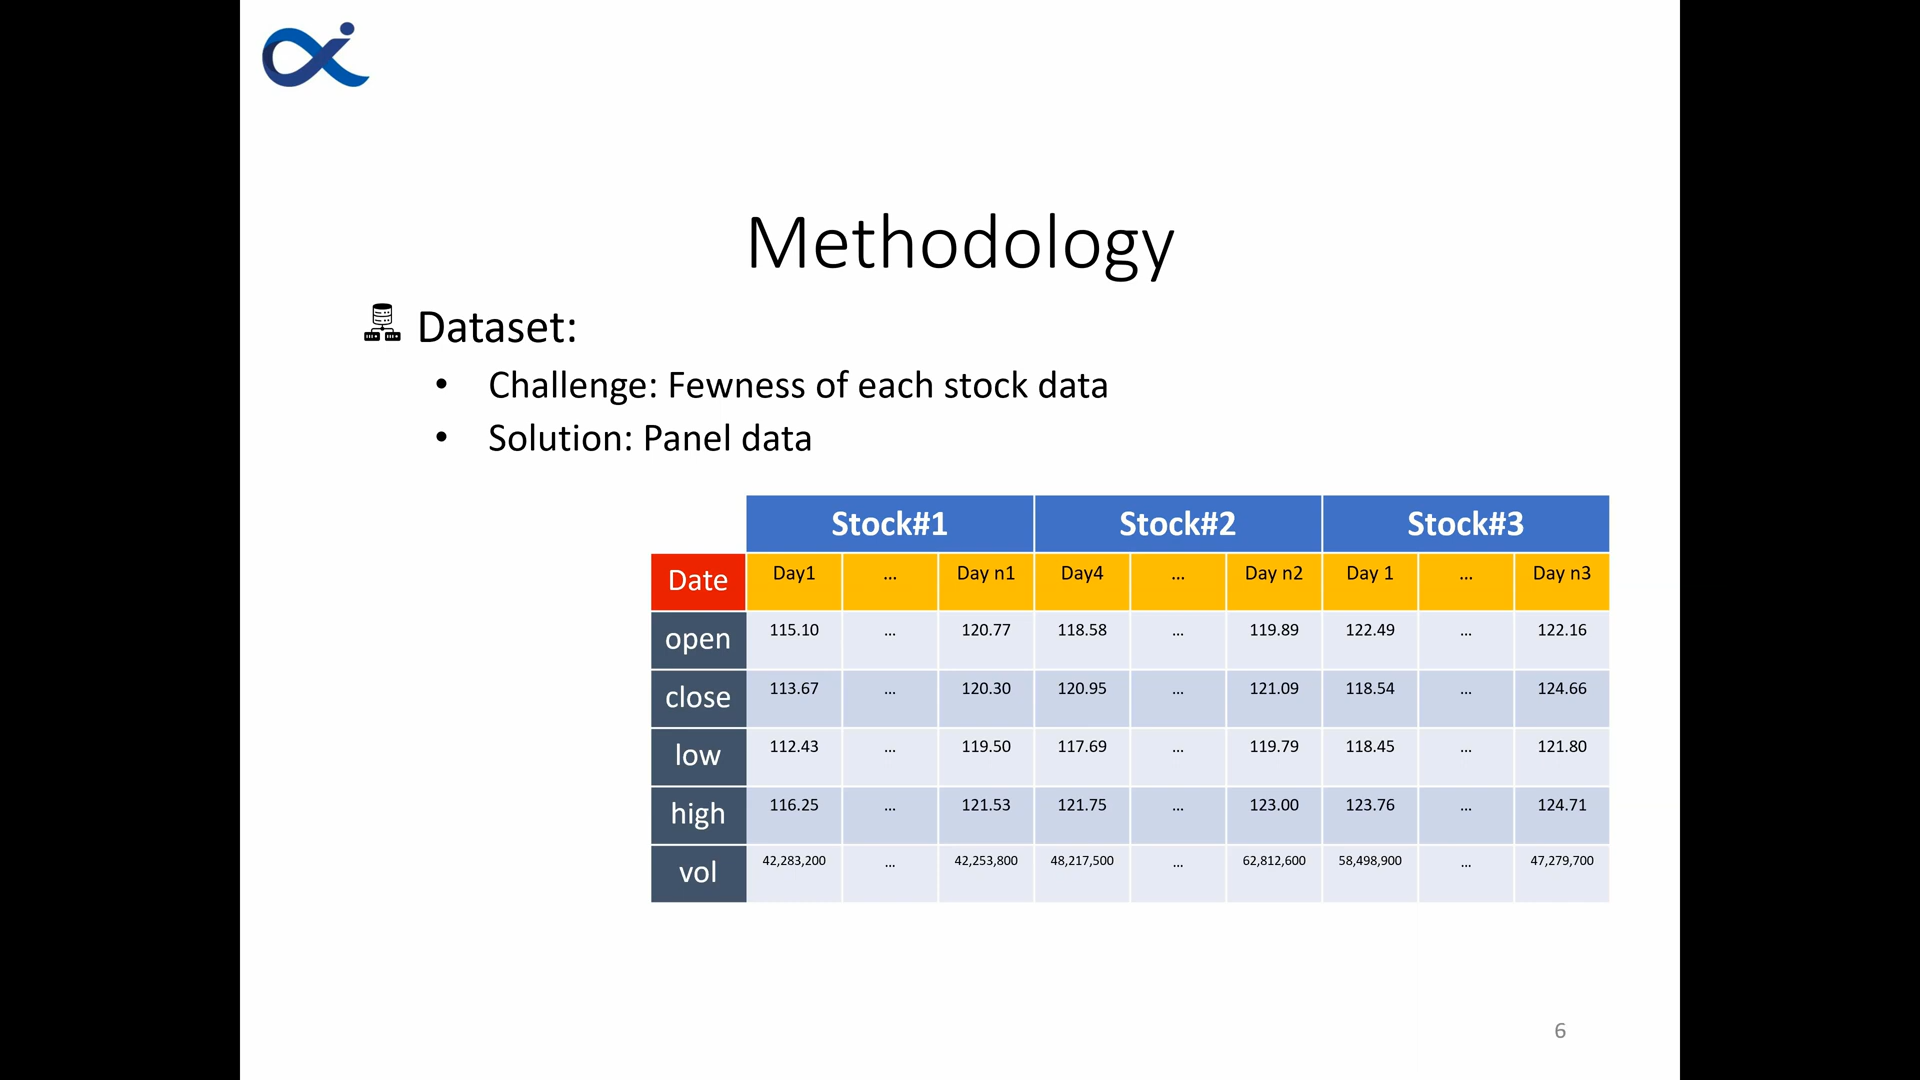 Methodology
Dataset:
• Challenge: Fewness of each stock data
• Solution: Panel data
Stock#1 Stock#2 Stock#3
Date Day1 ... Day n1 Day4 ... Day n2 Day 1 ... Day n3
open 115.10 ... 120.77 118.58 ... 119.89 122.49 ... 122.16
close 113.67 ... 120.30 120.95 ... 121.09 118.54 ... 124.66
low 112.43 ... 119.50 117.69 ... 119.79 118.45 ... 121.80
high 116.25 ... 121.53 121.75 ... 123.00 123.76 ... 124.71
vol 42,283,200 ... 42,253,800 48,217,500 ... 62,812,600 58,498,900 ... 47,279,700
6